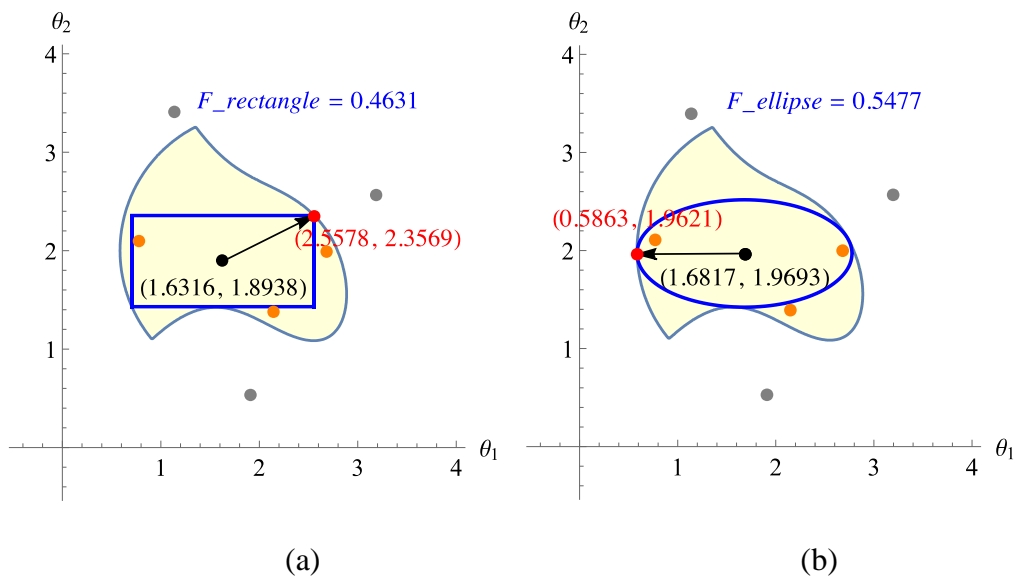 θ2
4
F_rectangle = 0.4631
3
(2.5578, 2.3569)
2
(1.6316, 1.8938)
1
1 2 3 4 θ1
(a)
θ2
4
F_ellipse = 0.5477
3
(0.5863, 1.9621)
2
(1.6817, 1.9693)
1
1 2 3 4 θ1
(b)